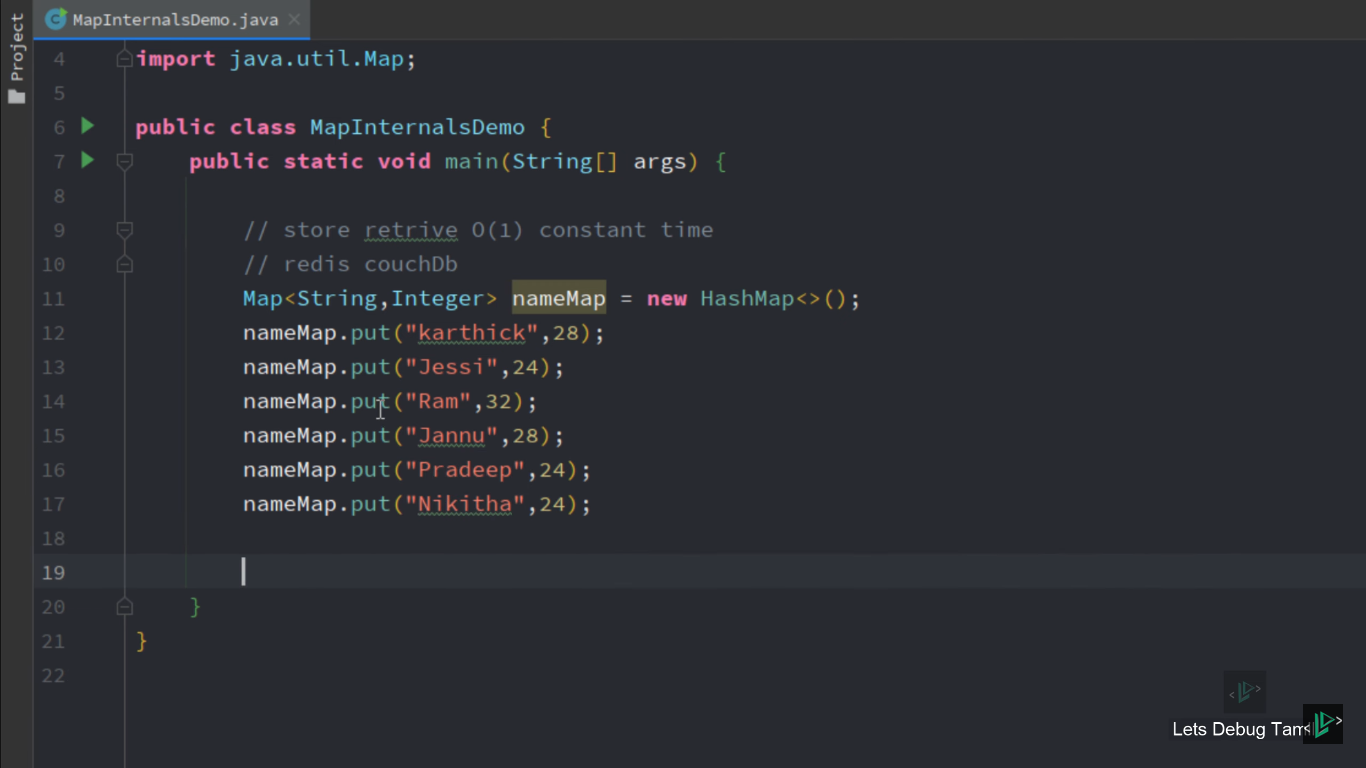 Project
MapInternalsDemo.java
4 import java.util.Map;
5
6 public class MapInternalsDemo {
7 public static void main(String[] args) {
8
9 // store retrive O(1) constant time
10 // redis couchDb
11 Map<String,Integer> nameMap = new HashMap<>();
12 nameMap.put("karthick",28);
13 nameMap.put("Jessi",24);
14 nameMap.put("Ram",32);
15 nameMap.put("Jannu",28);
16 nameMap.put("Pradeep",24);
17 nameMap.put("Nikitha",24);
18
19
20 }
21 }
22
Lets Debug